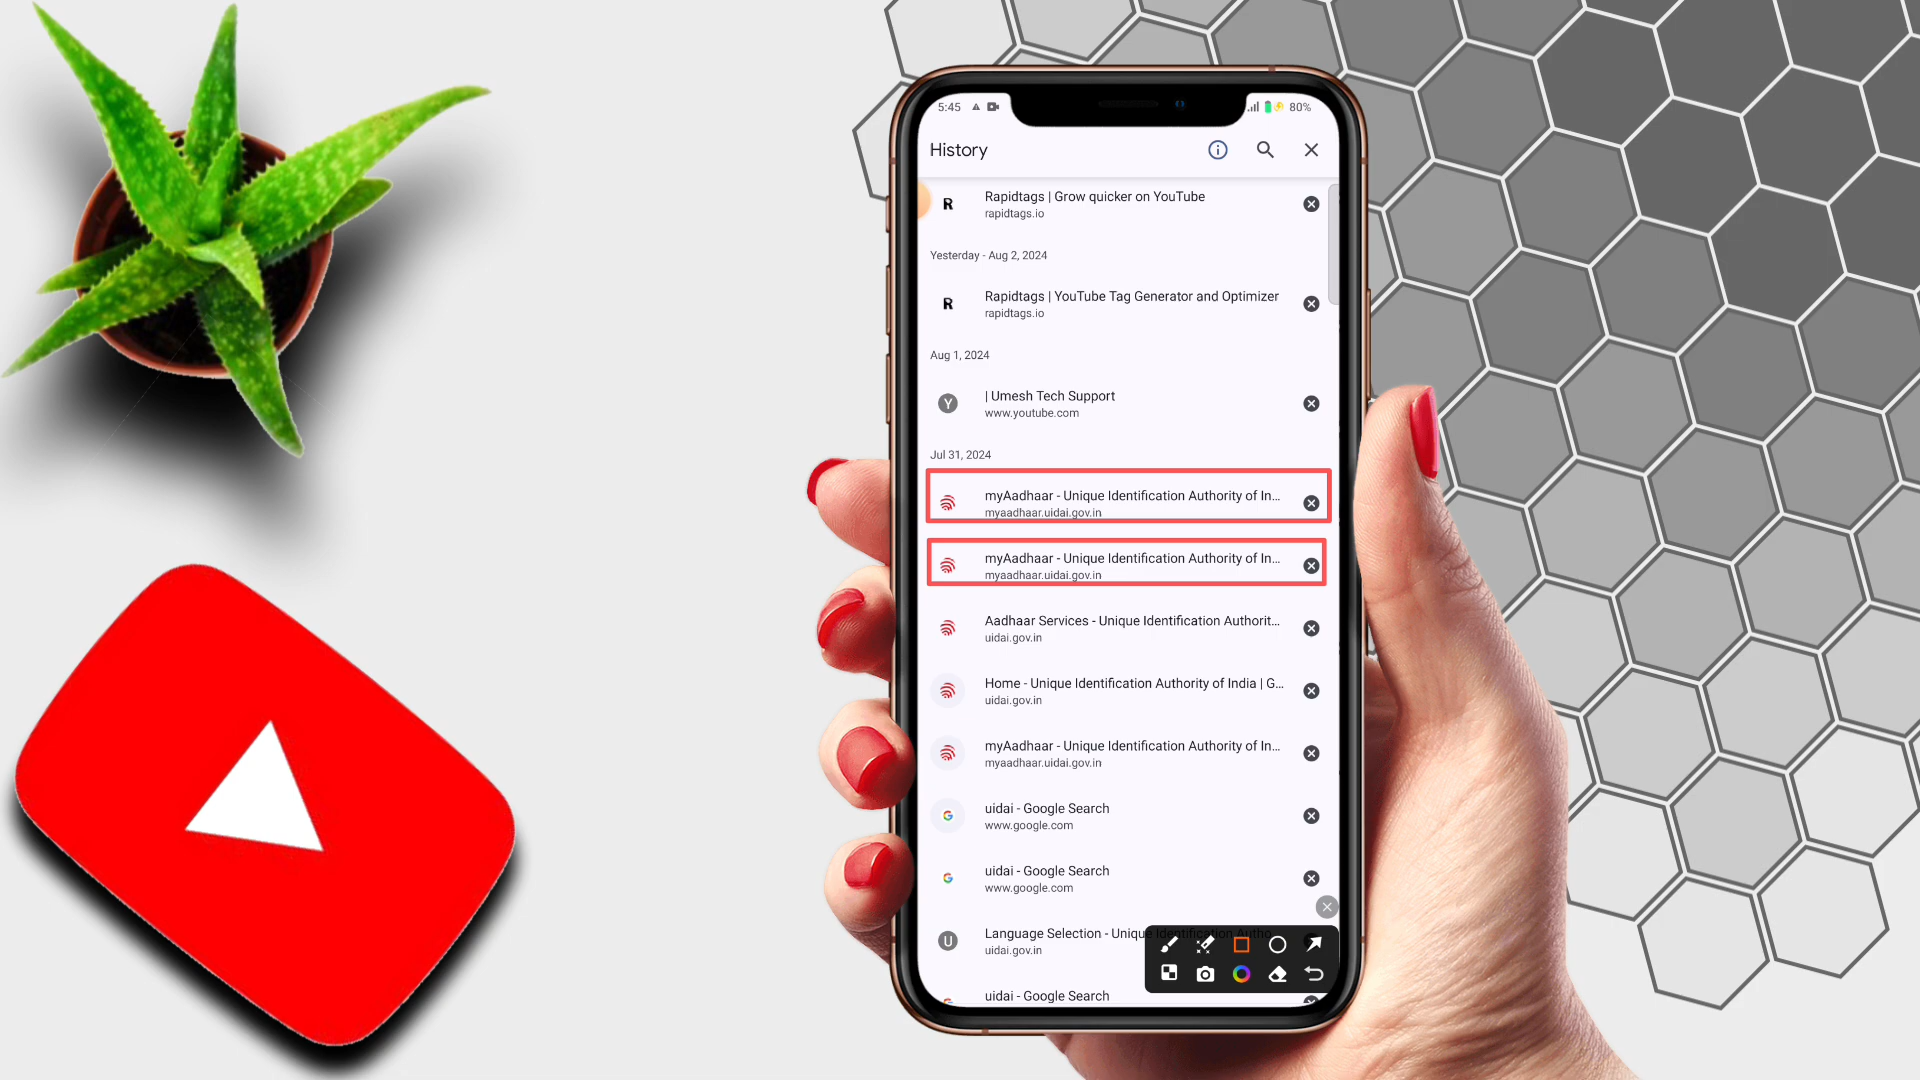 5:45
80%
History
Rapidtags | Grow quicker on YouTube
rapidtags.io
Yesterday - Aug 2, 2024
Rapidtags | YouTube Tag Generator and Optimizer
rapidtags.io
Aug 1, 2024
Y
| Umesh Tech Support
www.youtube.com
Jul 31, 2024
myAadhaar - Unique Identification Authority of In...
myaadhaar.uidai.gov.in
myAadhaar - Unique Identification Authority of In...
myaadhaar.uidai.gov.in
Aadhaar Services - Unique Identification Authorit...
uidai.gov.in
Home - Unique Identification Authority of India | G...
uidai.gov.in
myAadhaar - Unique Identification Authority of In...
myaadhaar.uidai.gov.in
uidai - Google Search
www.google.com
uidai - Google Search
www.google.com
U
Language Selection - Unique Identification Autho
uidai.gov.in
uidai - Google Search